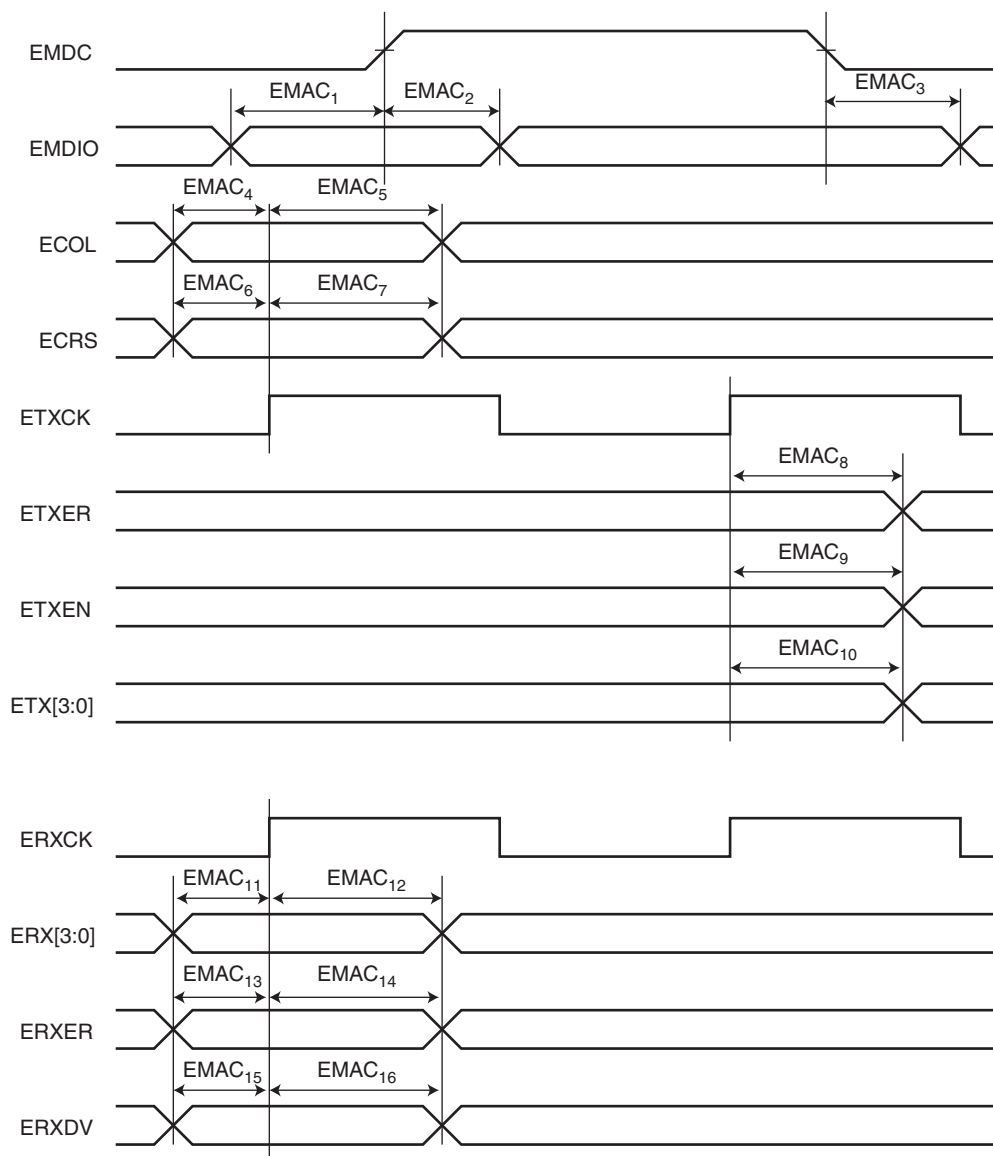 EMDC
EMAC₁ EMAC₂ EMAC₃
EMDIO
EMAC₄ EMAC₅
ECOL
EMAC₆ EMAC₇
ECRS
ETXCK
EMAC₈
ETXER
EMAC₉
ETXEN
EMAC₁₀
ETX[3:0]
ERXCK
EMAC₁₁ EMAC₁₂
ERX[3:0]
EMAC₁₃ EMAC₁₄
ERXER
EMAC₁₅ EMAC₁₆
ERXDV